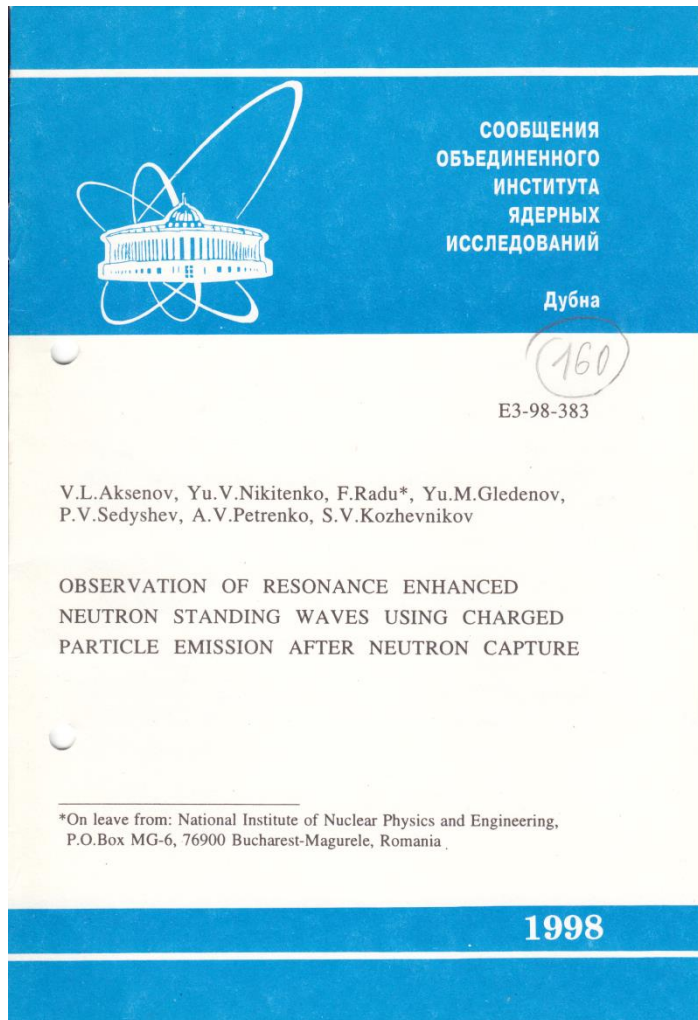 СООБЩЕНИЯ
ОБЪЕДИНЕННОГО
ИНСТИТУТА
ЯДЕРНЫХ
ИССЛЕДОВАНИЙ
Дубна
160
E3-98-383
V.L.Aksenov, Yu.V.Nikitenko, F.Radu*, Yu.M.Gledenov,
P.V.Sedyshev, A.V.Petrenko, S.V.Kozhevnikov
OBSERVATION OF RESONANCE ENHANCED
NEUTRON STANDING WAVES USING CHARGED
PARTICLE EMISSION AFTER NEUTRON CAPTURE
*On leave from: National Institute of Nuclear Physics and Engineering,
P.O.Box MG-6, 76900 Bucharest-Magurele, Romania
1998